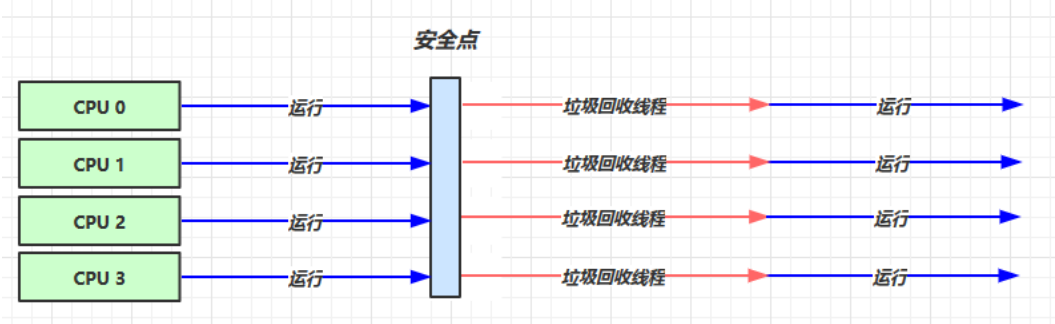 安全点
CPU 0 运行 垃圾回收线程 运行
CPU 1 运行 垃圾回收线程 运行
CPU 2 运行 垃圾回收线程 运行
CPU 3 运行 垃圾回收线程 运行